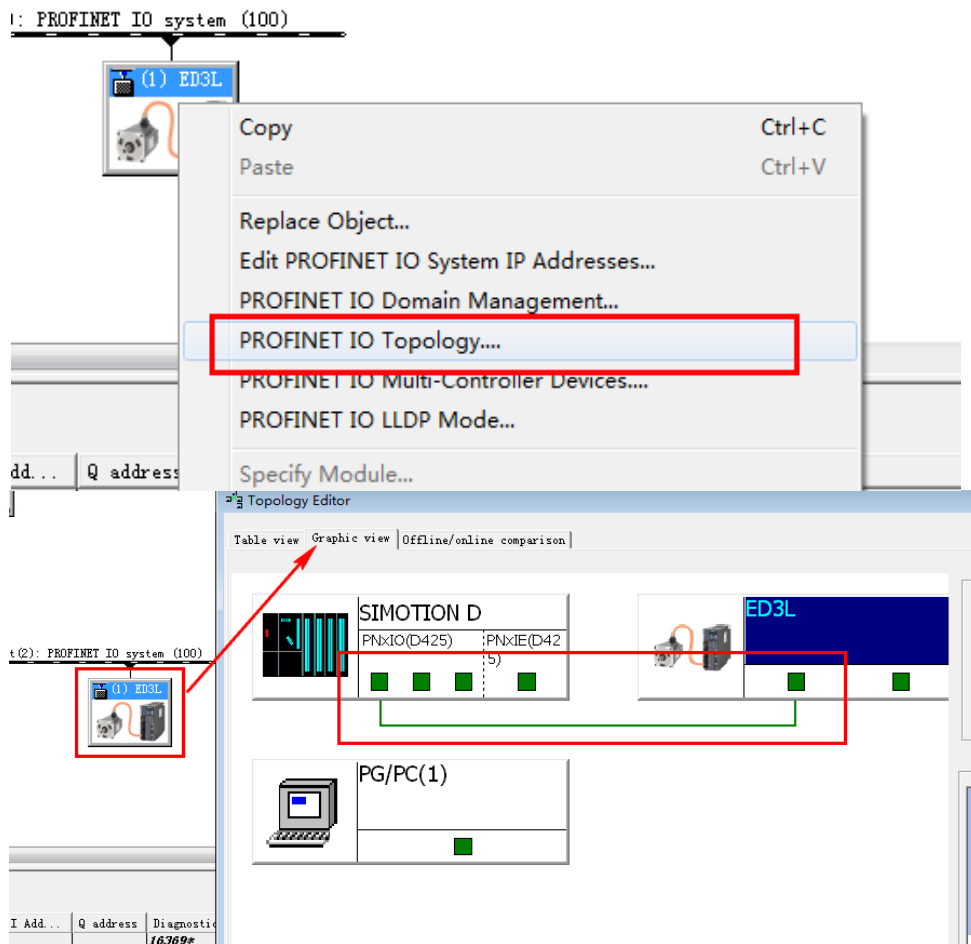 : PROFINET IO system (100)
(1) ED3L
Copy Ctrl+C
Paste Ctrl+V
Replace Object...
Edit PROFINET IO System IP Addresses...
PROFINET IO Domain Management...
PROFINET IO Topology....
PROFINET IO Multi-Controller Devices....
PROFINET IO LLDP Mode...
Specify Module...
dd... Q address
Topology Editor
Table view Graphic view Offline/online comparison
SIMOTION D
PNxIO(D425) PNxIE(D42
5)
ED3L
t(2): PROFINET IO system (100)
(1) ED3L
PG/PC(1)
I Add... Q address Diagnostic
16369*